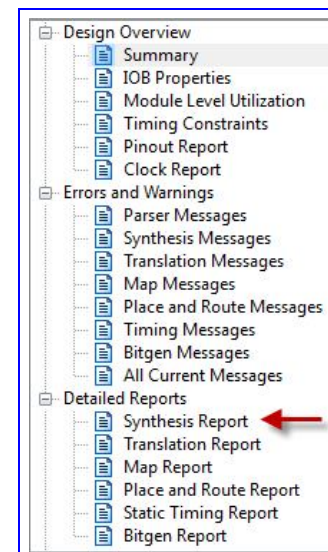 Design Overview
Summary
IOB Properties
Module Level Utilization
Timing Constraints
Pinout Report
Clock Report
Errors and Warnings
Parser Messages
Synthesis Messages
Translation Messages
Map Messages
Place and Route Messages
Timing Messages
Bitgen Messages
All Current Messages
Detailed Reports
Synthesis Report
Translation Report
Map Report
Place and Route Report
Static Timing Report
Bitgen Report